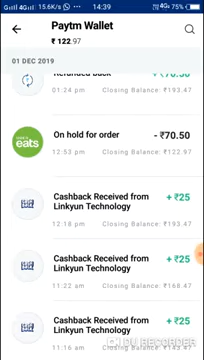 4G 15.6K/s 14:39 4G 75%
Paytm Wallet
₹ 122.97
01 DEC 2019
Refunded back + ₹70.50
01:24 pm Closing Balance: ₹193.47
eats
On hold for order - ₹70.50
12:53 pm Closing Balance: ₹122.97
Cashback Received from + ₹25
Linkyun Technology
12:18 pm Closing Balance: ₹193.47
Cashback Received from + ₹25
Linkyun Technology
11:22 am Closing Balance: ₹168.47
Cashback Received from + ₹25
Linkyun Technology
11:16 am Closing Balance: ₹143.47